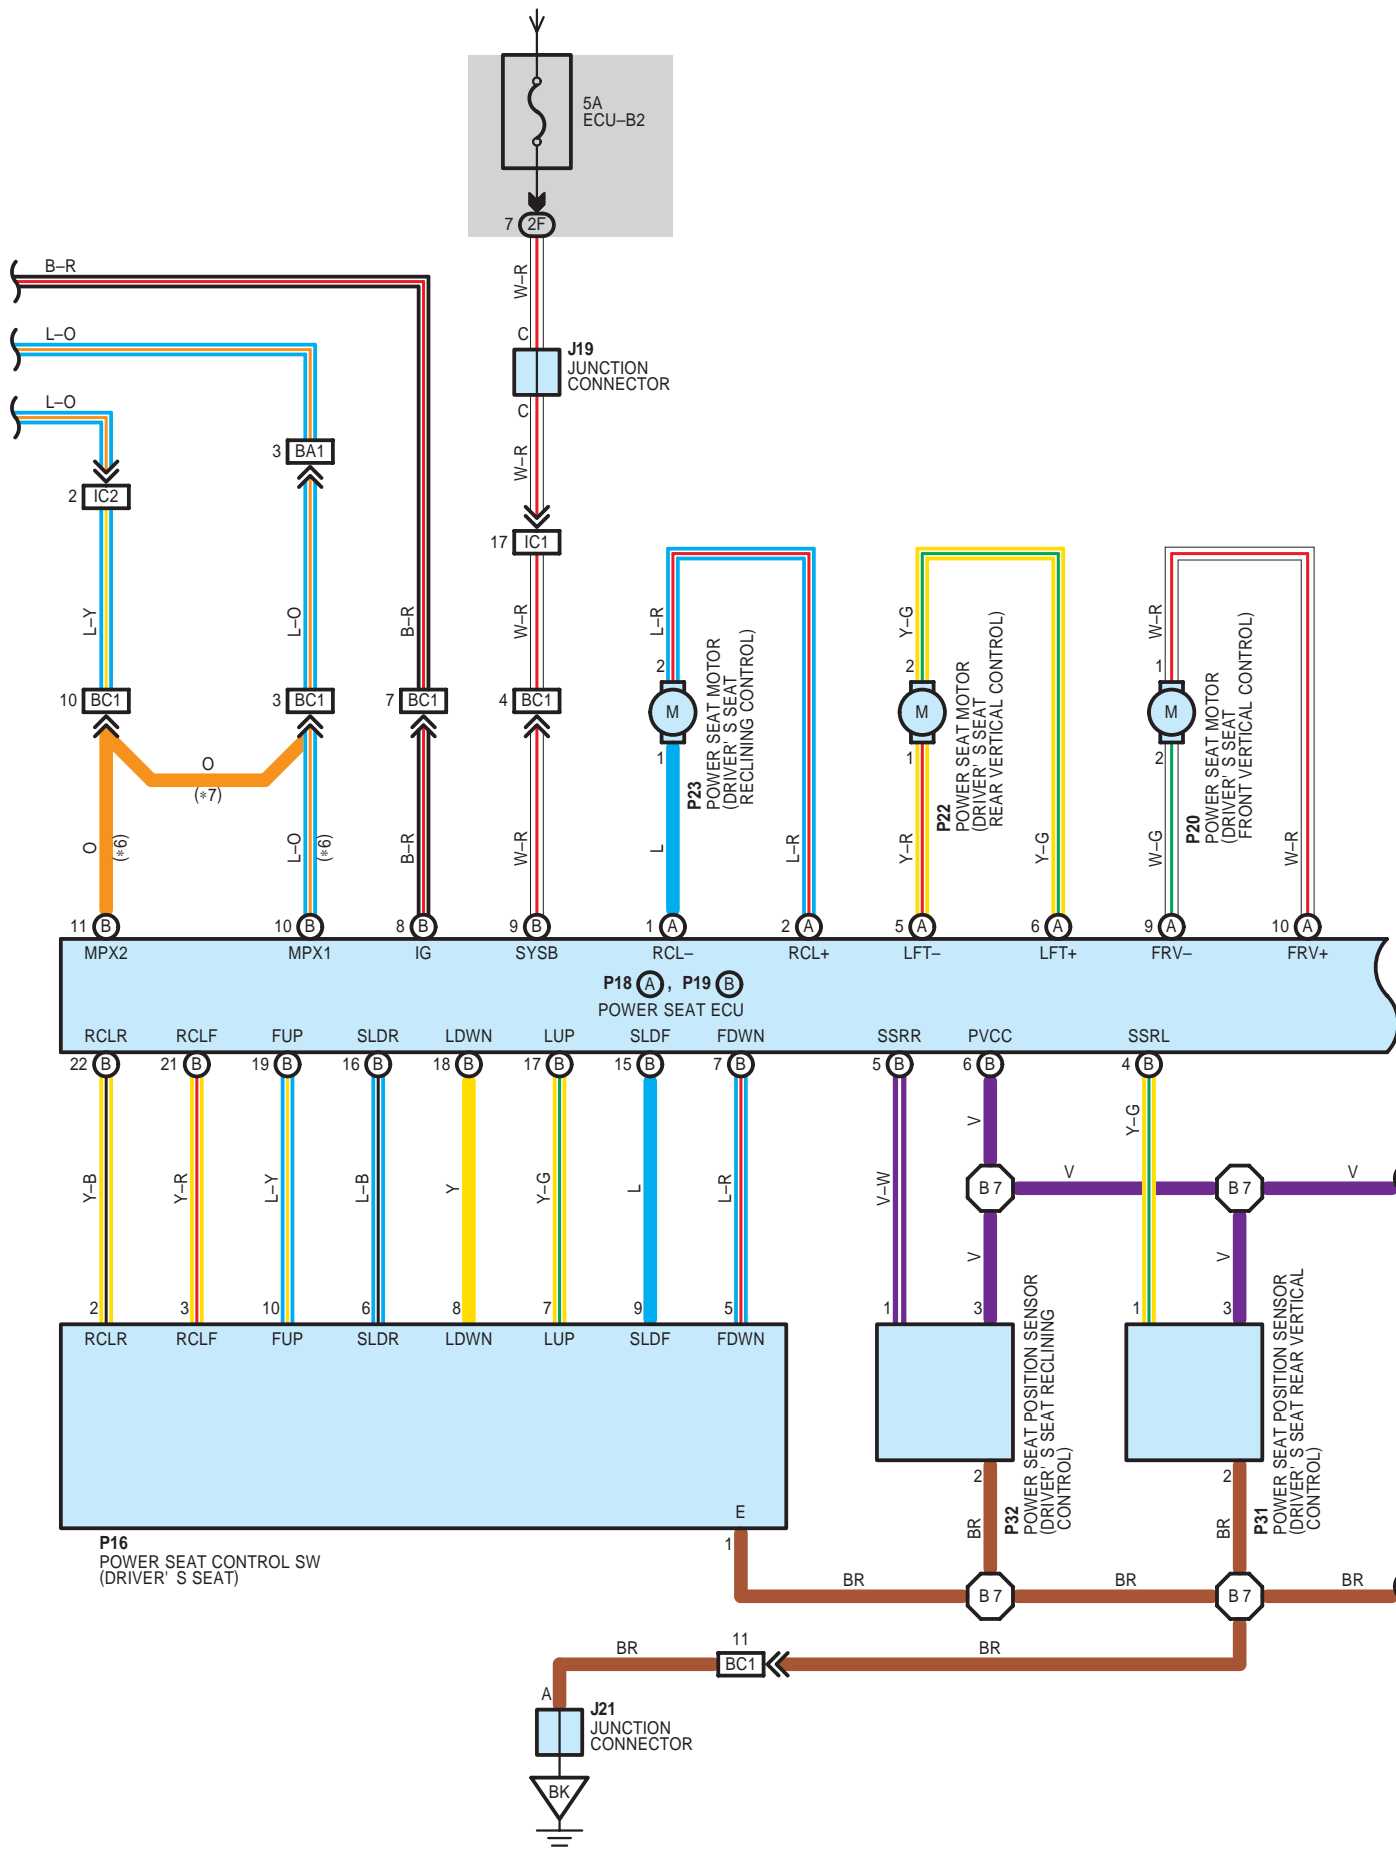 5A
ECU–B2
7 2F
B–R
W–R
L–O
C
J19
JUNCTION
CONNECTOR
L–O
C
W–R
3 BA1
2 IC2
17 IC1
L–Y
L–O
B–R
W–R
L–R
Y–G
W–R
2
2
1
10 BC1
3 BC1
7 BC1
4 BC1
M
M
M
1
1
2
P23
POWER SEAT MOTOR
(DRIVER' S SEAT
RECLINING CONTROL)
P22
POWER SEAT MOTOR
(DRIVER' S SEAT
REAR VERTICAL CONTROL)
P20
POWER SEAT MOTOR
(DRIVER' S SEAT
FRONT VERTICAL CONTROL)
O
(*7)
O
(*6)
L–O
(*6)
B–R
W–R
L
L–R
Y–R
Y–G
W–G
W–R
11 B
10 B
8 B
9 B
1 A
2 A
5 A
6 A
9 A
10 A
MPX2 MPX1 IG SYSB RCL– RCL+ LFT– LFT+ FRV– FRV+
P18 A , P19 B
POWER SEAT ECU
RCLR RCLF FUP SLDR LDWN LUP SLDF FDWN SSRR PVCC SSRL
22 B
21 B
19 B
16 B
18 B
17 B
15 B
7 B
5 B
6 B
4 B
Y–B
Y–R
L–Y
L–B
Y
Y–G
L
L–R
V–W
V
Y–G
B 7
V
B 7
V
V
V
2 3 10 6 8 7 9 5 1 3 1 3
RCLR RCLF FUP SLDR LDWN LUP SLDF FDWN
P32
POWER SEAT POSITION SENSOR
(DRIVER' S SEAT RECLINING
CONTROL)
P31
POWER SEAT POSITION SENSOR
(DRIVER' S SEAT REAR VERTICAL
CONTROL)
2
2
E
1
BR
BR
P16
POWER SEAT CONTROL SW
(DRIVER' S SEAT)
BR
B 7
BR
B 7
BR
BR
11
BC1
BR
A
J21
JUNCTION
CONNECTOR
BK